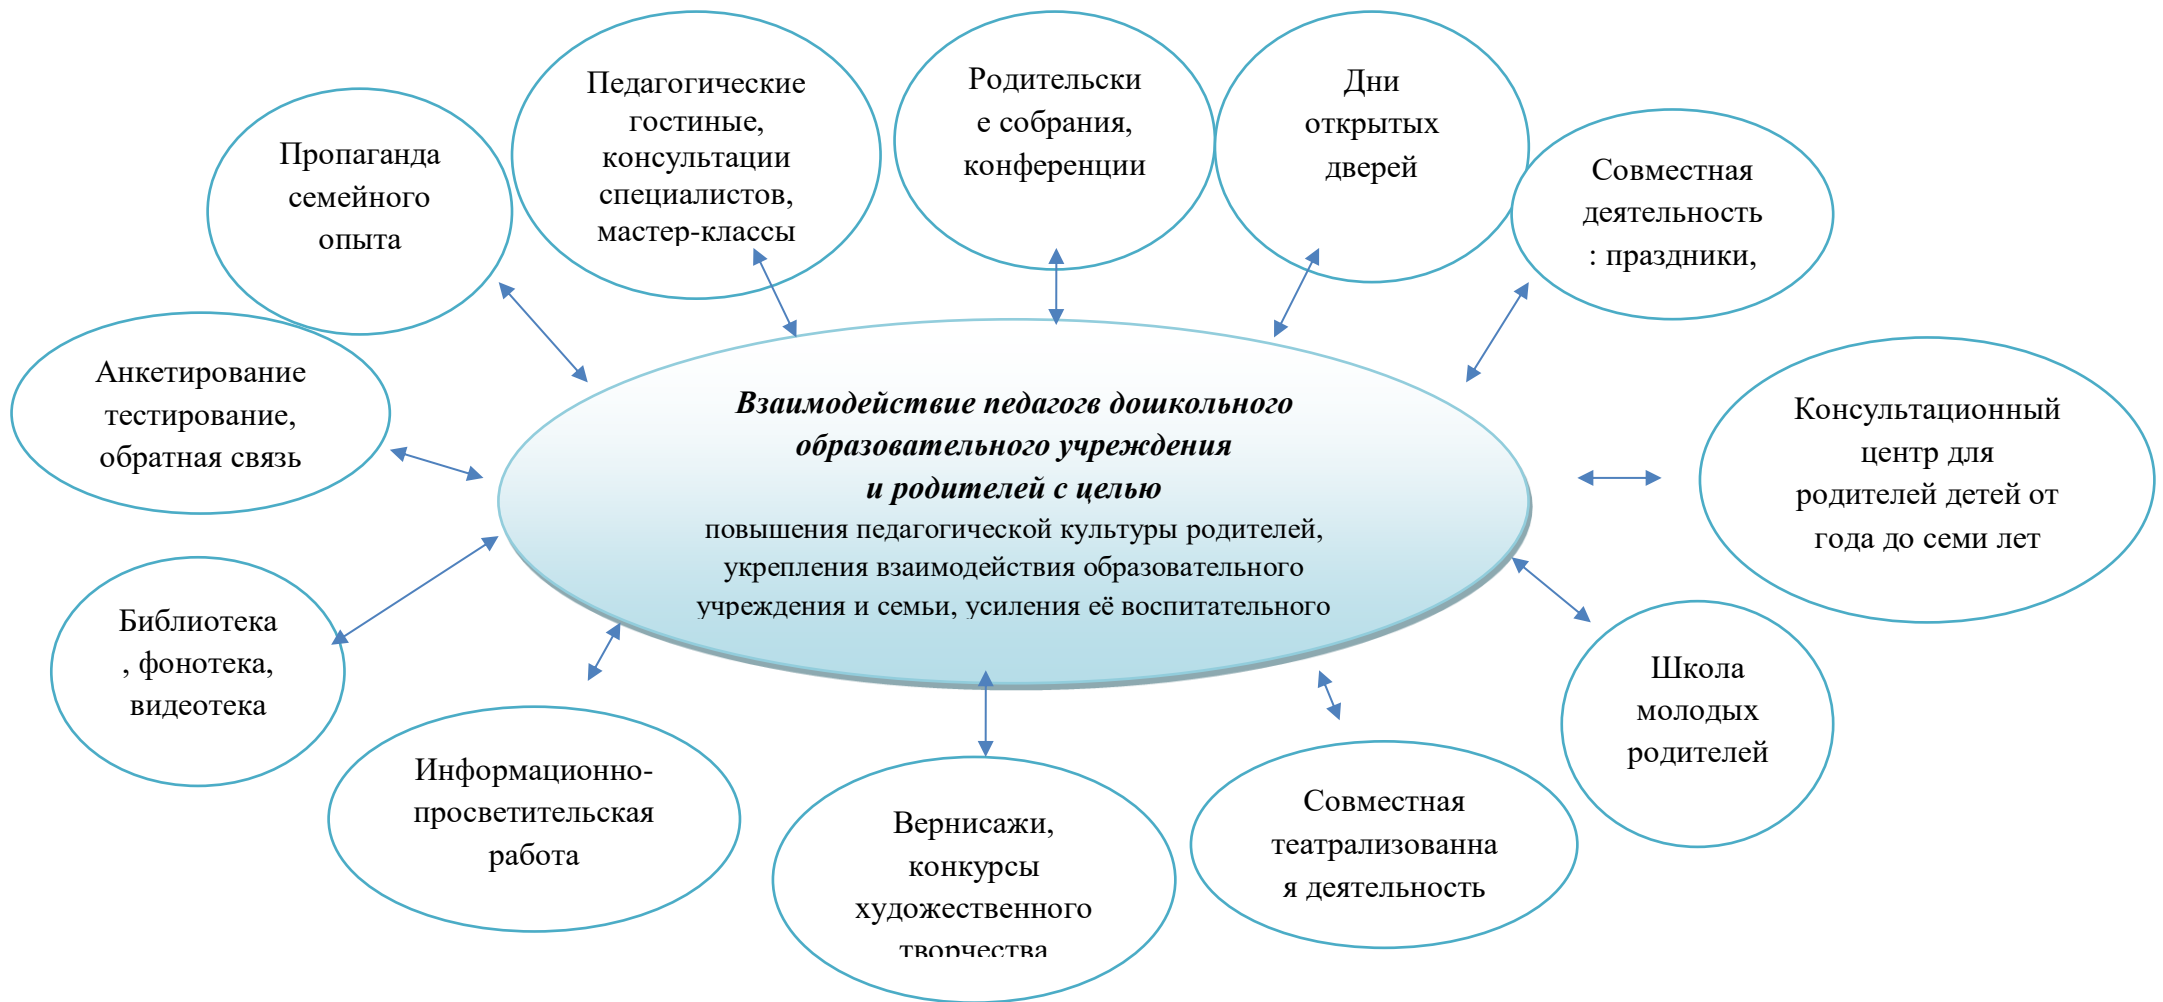 Педагогические
гостиные,
консультации
специалистов,
мастер-классы
Родительски
е собрания,
конференции
Дни
открытых
дверей
Пропаганда
семейного
опыта
Совместная
деятельность
: праздники,
Анкетирование
тестирование,
обратная связь
Взаимодействие педагогв дошкольного
образовательного учреждения
и родителей с целью
повышения педагогической культуры родителей,
укрепления взаимодействия образовательного
учреждения и семьи, усиления её воспитательного
Консультационный
центр для
родителей детей от
года до семи лет
Библиотека
, фонотека,
видеотека
Школа
молодых
родителей
Информационно-
просветительская
работа
Вернисажи,
конкурсы
художественного
творчества
Совместная
театрализованна
я деятельность